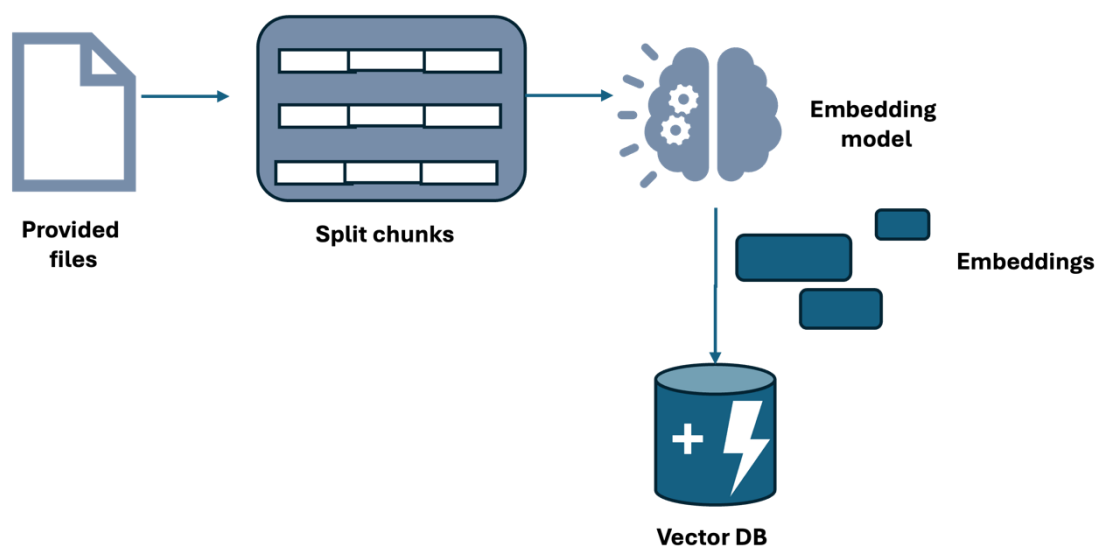 Provided
files
Split chunks
Embedding
model
Embeddings
+
Vector DB